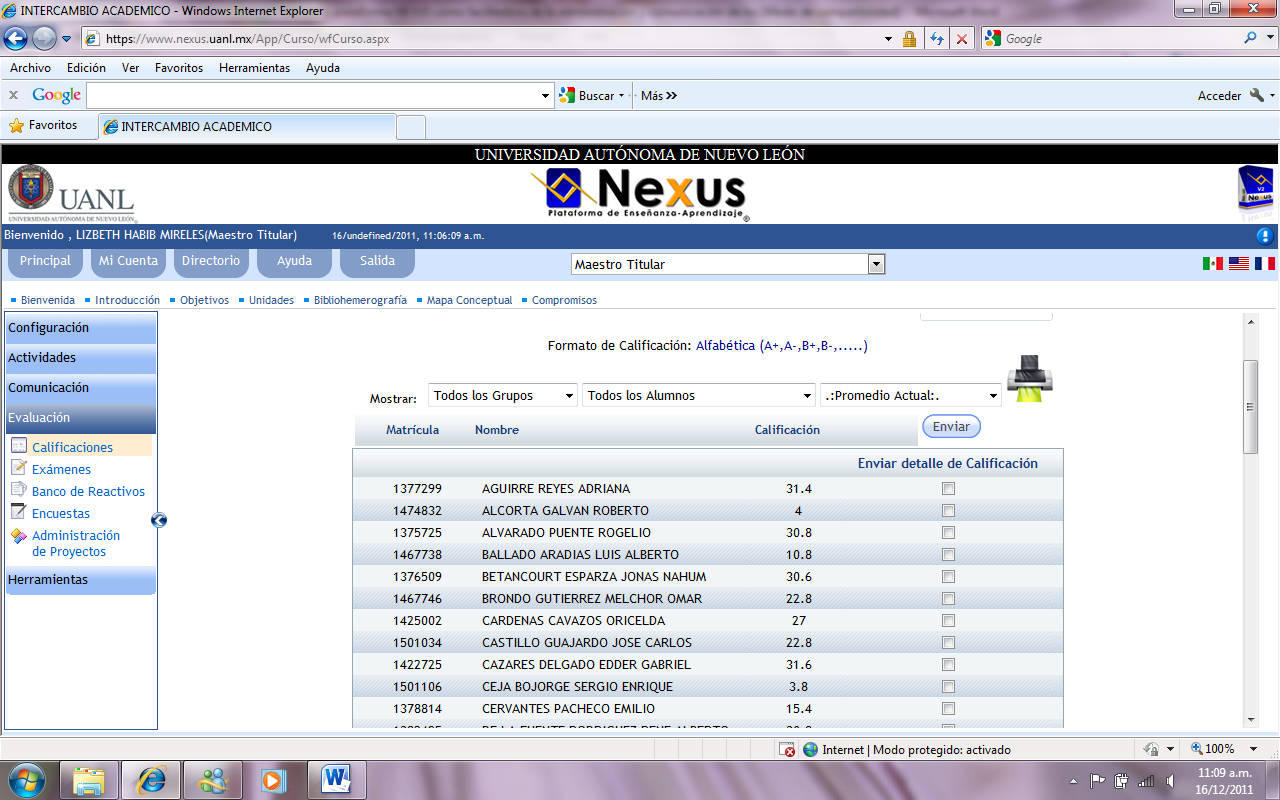 INTERCAMBIO ACADEMICO - Windows Internet Explorer
https://www.nexus.uanl.mx/App/Curso/wfCurso.aspx
Google
Archivo Edición Ver Favoritos Herramientas Ayuda
x Google Buscar Más >> Acceder
Favoritos INTERCAMBIO ACADEMICO
UNIVERSIDAD AUTÓNOMA DE NUEVO LEÓN
UANL
UNIVERSIDAD AUTÓNOMA DE NUEVO LEÓN
Nexus
Plataforma de Enseñanza-Aprendizaje
V2 Nexus
Bienvenido , LIZBETH HABIB MIRELES(Maestro Titular) 16/undefined/2011, 11:06:09 a.m.
Principal Mi Cuenta Directorio Ayuda Salida Maestro Titular
Bienvenida Introducción Objetivos Unidades Bibliohemerografía Mapa Conceptual Compromisos
Configuración
Actividades
Comunicación
Evaluación
Calificaciones
Exámenes
Banco de Reactivos
Encuestas
Administración
de Proyectos
Herramientas
Formato de Calificación: Alfabética (A+,A-,B+,B-,.....)
Mostrar: Todos los Grupos Todos los Alumnos .:Promedio Actual:.
Matrícula Nombre Calificación Enviar
Enviar detalle de Calificación
1377299 AGUIRRE REYES ADRIANA 31.4
1474832 ALCORTA GALVAN ROBERTO 4
1375725 ALVARADO PUENTE ROGELIO 30.8
1467738 BALLADO ARADIAS LUIS ALBERTO 10.8
1376509 BETANCOURT ESPARZA JONAS NAHUM 30.6
1467746 BRONDO GUTIERREZ MELCHOR OMAR 22.8
1425002 CARDENAS CAVAZOS ORICELDA 27
1501034 CASTILLO GUAJARDO JOSE CARLOS 22.8
1422725 CAZARES DELGADO EDDER GABRIEL 31.6
1501106 CEJA BOJORGE SERGIO ENRIQUE 3.8
1378814 CERVANTES PACHECO EMILIO 15.4
Internet | Modo protegido: activado 100%
11:09 a.m.
16/12/2011